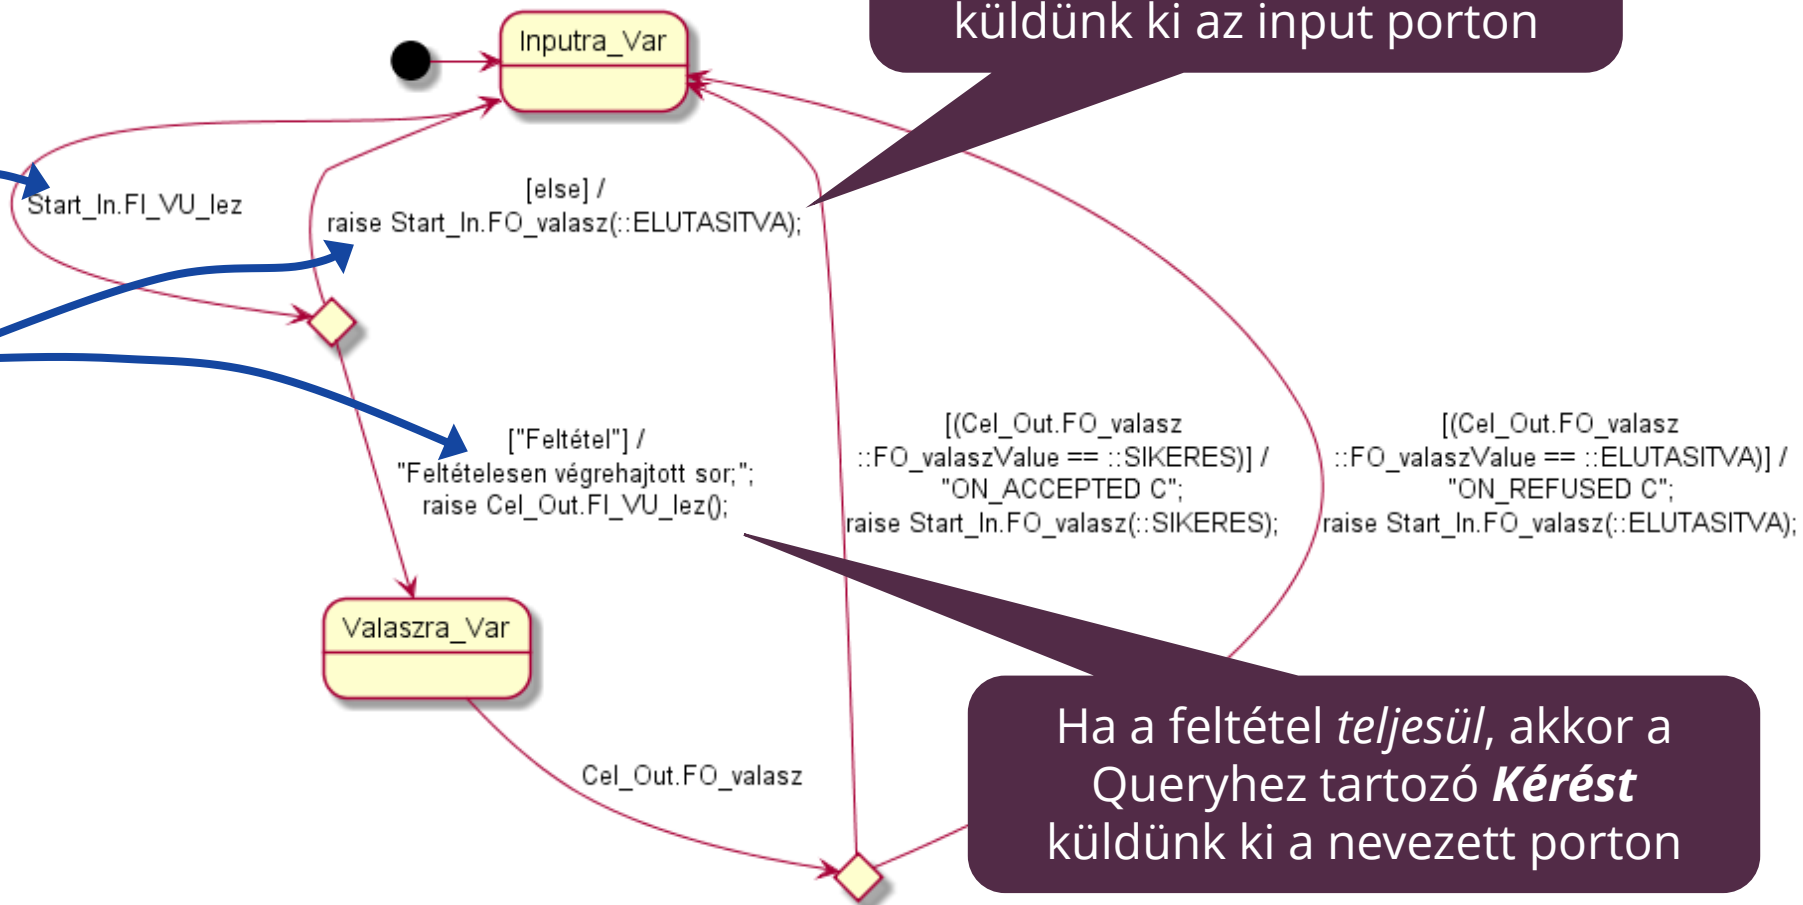 küldünk ki az input porton
Inputra_Var
Start_In.FI_VU_lez
[else] /
raise Start_In.FO_valasz(::ELUTASITVA);
["Feltétel"] /
"Feltételesen végrehajtott sor;";
raise Cel_Out.FI_VU_lez();
[(Cel_Out.FO_valasz
::FO_valaszValue == ::SIKERES)] /
"ON_ACCEPTED C";
raise Start_In.FO_valasz(::SIKERES);
[(Cel_Out.FO_valasz
::FO_valaszValue == ::ELUTASITVA)] /
"ON_REFUSED C";
raise Start_In.FO_valasz(::ELUTASITVA);
Valaszra_Var
Cel_Out.FO_valasz
Ha a feltétel teljesül, akkor a
Queryhez tartozó Kérést
küldünk ki a nevezett porton